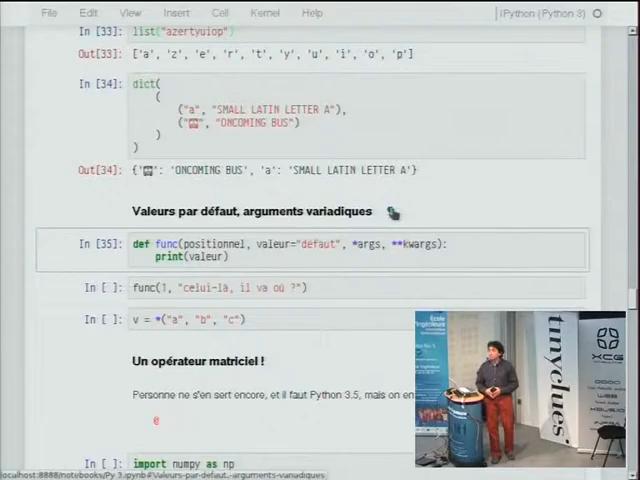 File Edit View Insert Cell Kernel Help IPython (Python 3)
In [33]: list("azertyuiop")
Out[33]: ['a', 'z', 'e', 'r', 't', 'y', 'u', 'i', 'o', 'p']
In [34]: dict(
(
("a", "SMALL LATIN LETTER A"),
("🚍", "ONCOMING BUS")
)
)
Out[34]: {'🚍': 'ONCOMING BUS', 'a': 'SMALL LATIN LETTER A'}
Valeurs par défaut, arguments variadiques
In [35]: def func(positionnel, valeur="défaut", *args, **kwargs):
print(valeur)
In [ ]: func(1, "celui-là, il va où ?")
In [ ]: v = *("a", "b", "c")
Un opérateur matriciel !
Personne ne s'en sert encore, et il faut Python 3.5, mais on en
@
In [ ]: import numpy as np
localhost:8888/notebooks/Py 3.ipynb#Valeurs-par-défaut,-arguments-variadiques
École
d'ingénieurs
tinyclues
XCG